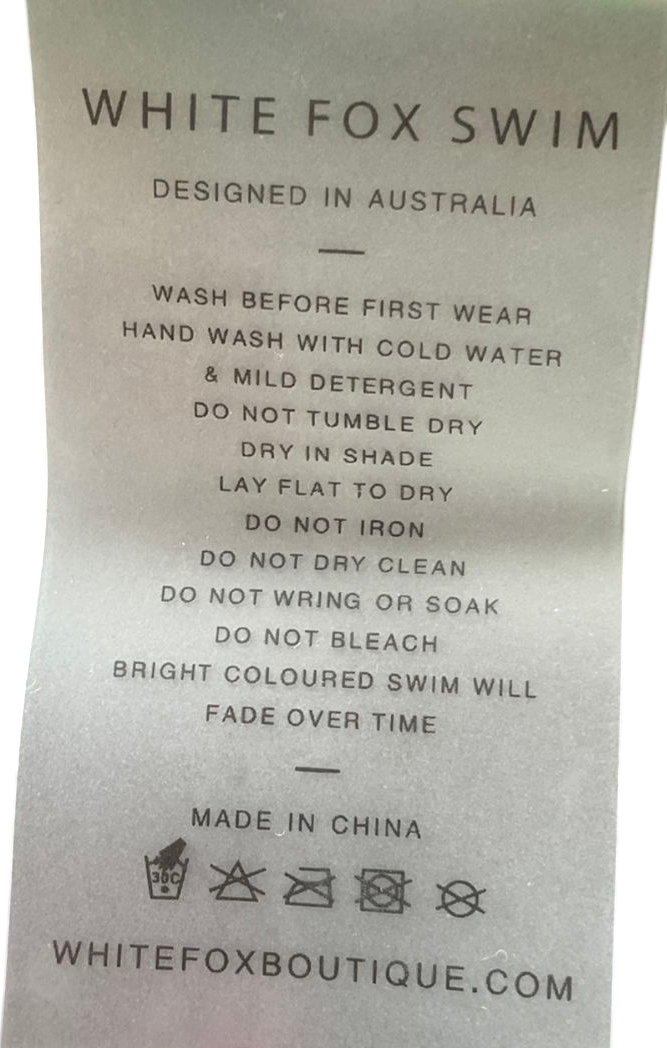 WHITE FOX SWIM
DESIGNED IN AUSTRALIA
WASH BEFORE FIRST WEAR
HAND WASH WITH COLD WATER
& MILD DETERGENT
DO NOT TUMBLE DRY
DRY IN SHADE
LAY FLAT TO DRY
DO NOT IRON
DO NOT DRY CLEAN
DO NOT WRING OR SOAK
DO NOT BLEACH
BRIGHT COLOURED SWIM WILL
FADE OVER TIME
MADE IN CHINA
30C
WHITEFOXBOUTIQUE.COM